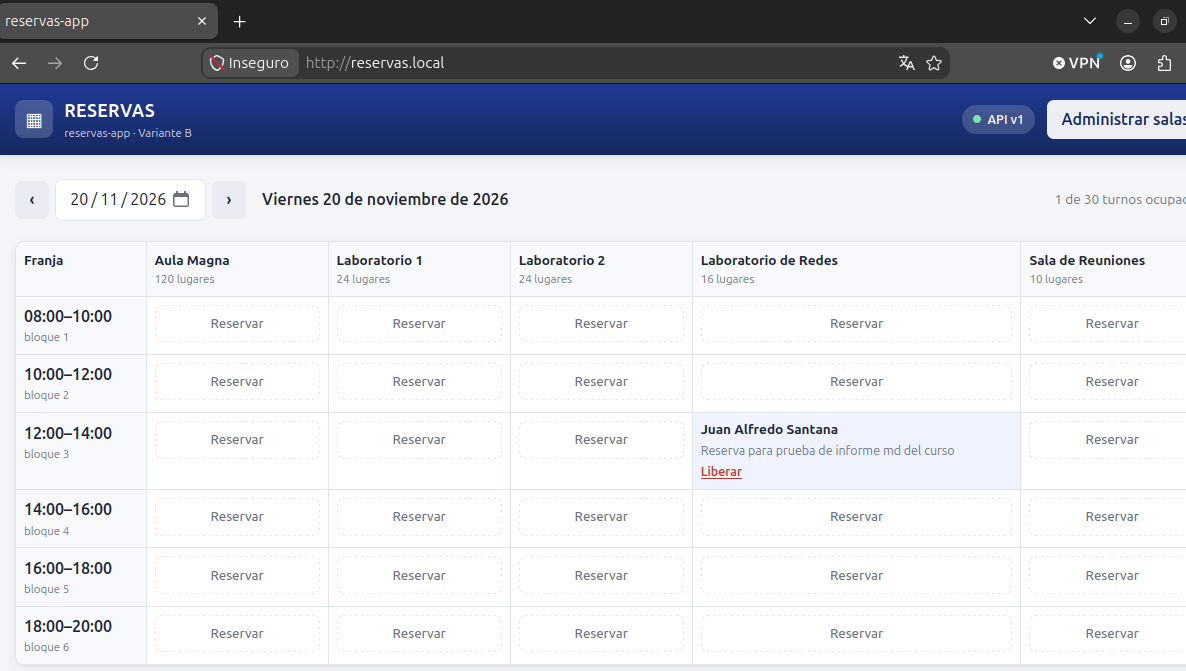 reservas-app
Inseguro http://reservas.local VPN
RESERVAS
reservas-app · Variante B
API v1
Administrar salas
‹ 20/11/2026 › Viernes 20 de noviembre de 2026
1 de 30 turnos
Franja Aula Magna Laboratorio 1 Laboratorio 2 Laboratorio de Redes Sala de Reuniones
120 lugares 24 lugares 24 lugares 16 lugares 10 lugares
08:00–10:00 Reservar Reservar Reservar Reservar Reservar
bloque 1
10:00–12:00 Reservar Reservar Reservar Reservar Reservar
bloque 2
12:00–14:00 Reservar Reservar Reservar Juan Alfredo Santana Reservar
bloque 3 Reserva para prueba de informe md del curso
Liberar
14:00–16:00 Reservar Reservar Reservar Reservar Reservar
bloque 4
16:00–18:00 Reservar Reservar Reservar Reservar Reservar
bloque 5
18:00–20:00 Reservar Reservar Reservar Reservar Reservar
bloque 6